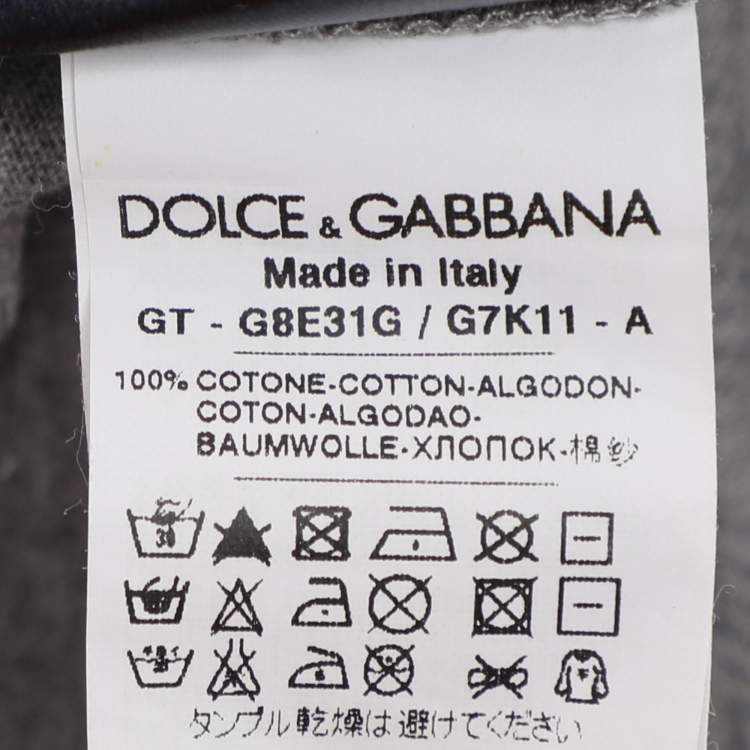 DOLCE & GABBANA
Made in Italy
GT - G8E31G / G7K11 - A
100% COTONE-COTTON-ALGODON-
COTON-ALGODAO-
BAUMWOLLE-ХЛОПОК-棉纱
30
タンブル乾燥は避けてください